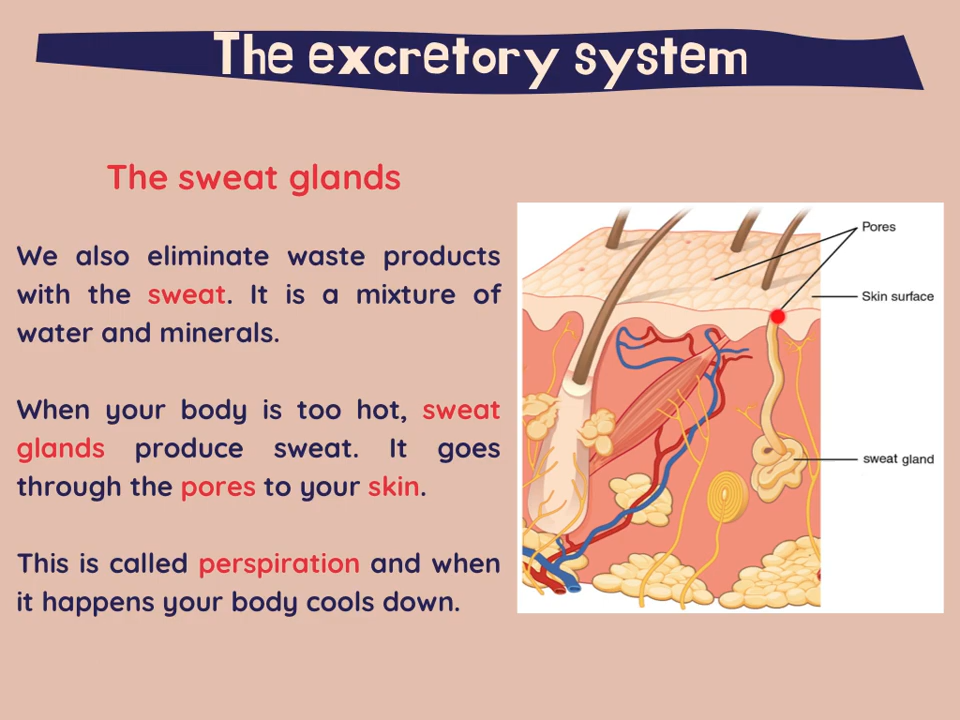 The excretory system
The sweat glands
We also eliminate waste products
with the sweat. It is a mixture of
water and minerals.
When your body is too hot, sweat
glands produce sweat. It goes
through the pores to your skin.
This is called perspiration and when
it happens your body cools down.
Pores
Skin surface
sweat gland